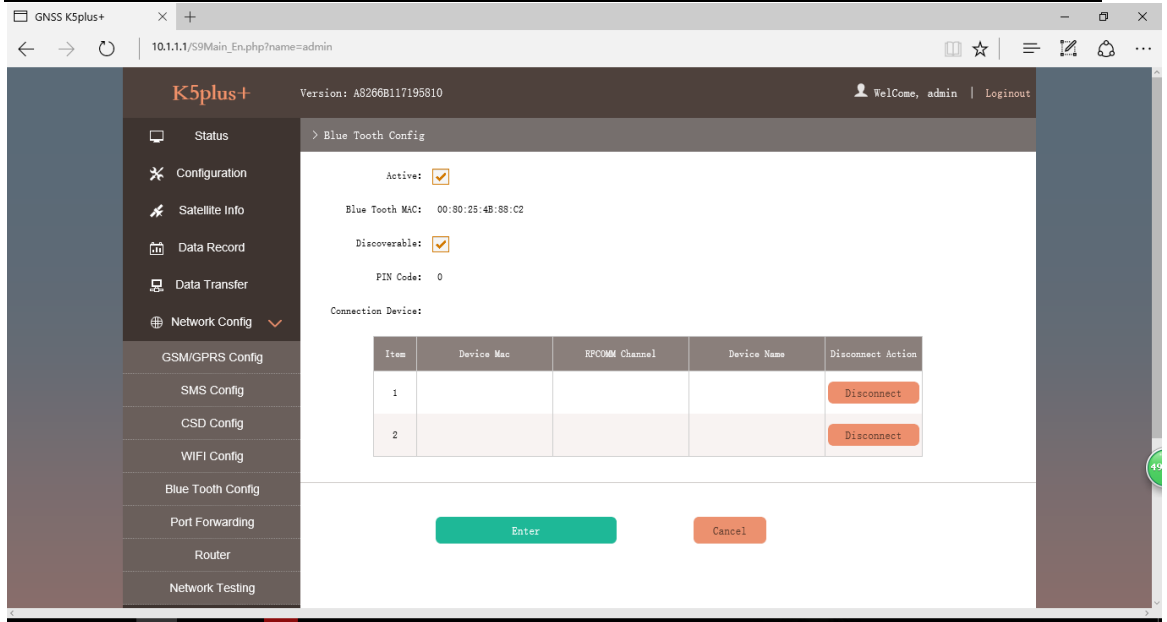 GNSS K5plus+
10.1.1.1/S9Main_En.php?name=admin
K5plus+
Version: A8266B117195810
WelCome, admin | Loginout
Status
> Blue Tooth Config
Configuration
Satellite Info
Data Record
Data Transfer
Network Config
GSM/GPRS Config
SMS Config
CSD Config
WIFI Config
Blue Tooth Config
Port Forwarding
Router
Network Testing
Active:
Blue Tooth MAC: 00:80:25:4B:88:C2
Discoverable:
PIN Code: 0
Connection Device:
Item Device Mac RPCOMM Channel Device Name Disconnect Action
1 Disconnect
2 Disconnect
Enter Cancel
49